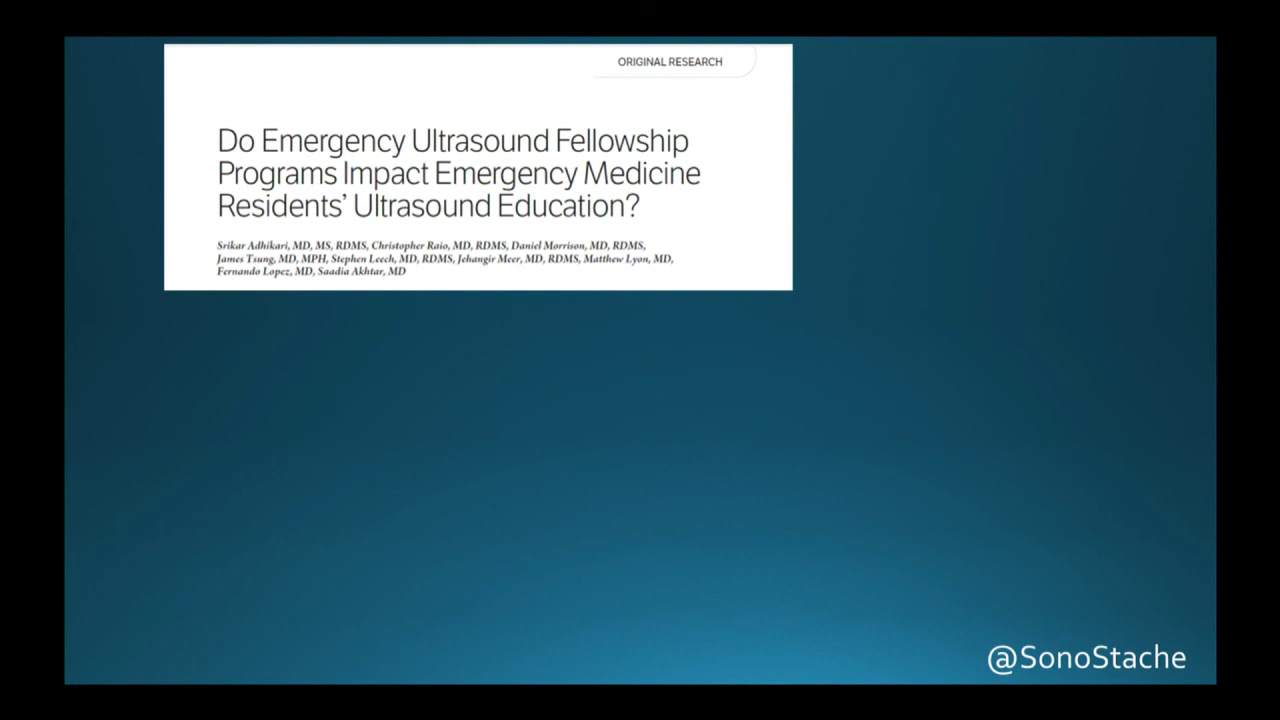 ORIGINAL RESEARCH
Do Emergency Ultrasound Fellowship
Programs Impact Emergency Medicine
Residents’ Ultrasound Education?
Srikar Adhikari, MD, MS, RDMS, Christopher Raio, MD, RDMS, Daniel Morrison, MD, RDMS,
James Tsung, MD, MPH, Stephen Leech, MD, RDMS, Jehangir Meer, MD, RDMS, Matthew Lyon, MD,
Fernando Lopez, MD, Saadia Akhtar, MD
@SonoStache